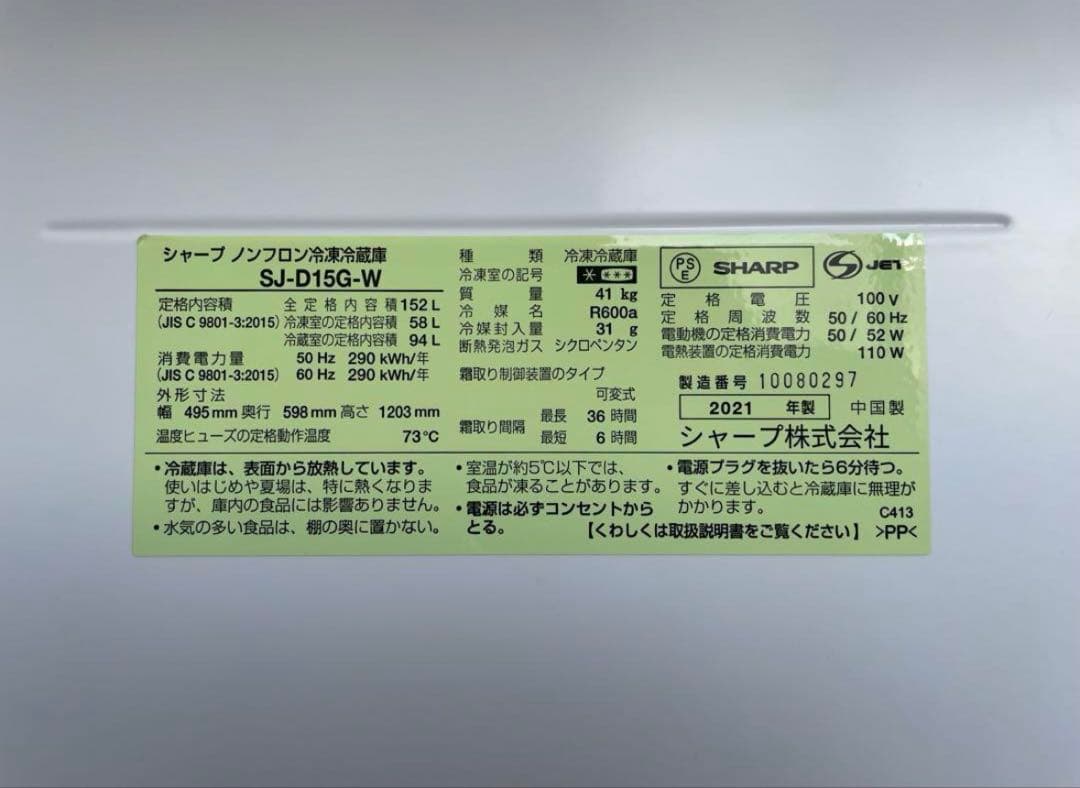 シャープ ノンフロン冷凍冷蔵庫
SJ-D15G-W
定格内容積 全定格内容積 152 L
(JIS C 9801-3:2015) 冷凍室の定格内容積 58 L
冷蔵室の定格内容積 94 L
消費電力量 50 Hz 290 kWh/年
(JIS C 9801-3:2015) 60 Hz 290 kWh/年
外形寸法
幅 495 mm 奥行 598 mm 高さ 1203 mm
温度ヒューズの定格動作温度 73℃
種類 冷凍冷蔵庫
冷凍室の記号 * ***
質量 41 kg
冷媒名 R600a
冷媒封入量 31 g
断熱発泡ガス シクロペンタン
霜取り制御装置のタイプ
可変式
霜取り間隔 最長 36 時間
最短 6 時間
PSE SHARP S JET
定格電圧 100 V
定格周波数 50 / 60 Hz
電動機の定格消費電力 50 / 52 W
電熱装置の定格消費電力 110 W
製造番号 10080297
2021 年製 中国製
シャープ株式会社
・冷蔵庫は、表面から放熱しています。
使いはじめや夏場は、特に熱くなりま
すが、庫内の食品には影響ありません。
・水気の多い食品は、棚の奥に置かない。
・室温が約5℃以下では、
食品が凍ることがあります。
・電源は必ずコンセントから
とる。
・電源プラグを抜いたら6分待つ。
すぐに差し込むと冷蔵庫に無理が
かかります。
C413
【くわしくは取扱説明書をご覧ください】 >PP<